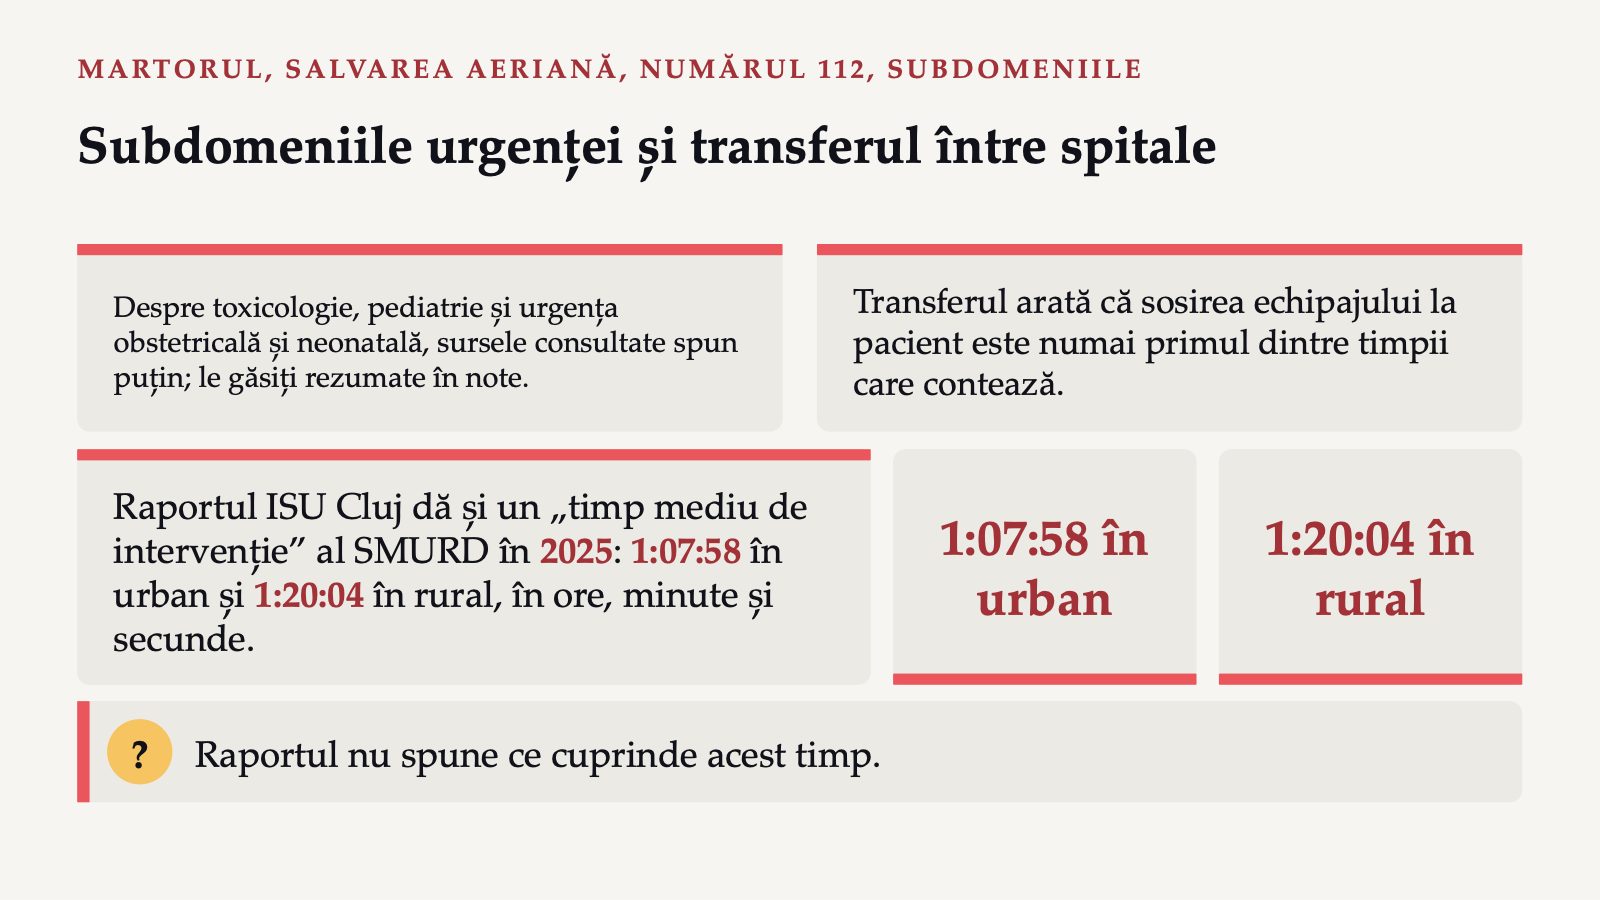 MARTORUL, SALVAREA AERIANĂ, NUMĂRUL 112, SUBDOMENIILE
Subdomeniile urgenței și transferul între spitale
Despre toxicologie, pediatrie și urgența
obstetricală și neonatală, sursele consultate spun
puțin; le găsiți rezumate în note.
Transferul arată că sosirea echipajului la
pacient este numai primul dintre timpii
care contează.
Raportul ISU Cluj dă și un „timp mediu de
intervenție” al SMURD în 2025: 1:07:58 în
urban și 1:20:04 în rural, în ore, minute și
secunde.
1:07:58 în
urban
1:20:04 în
rural
?
Raportul nu spune ce cuprinde acest timp.